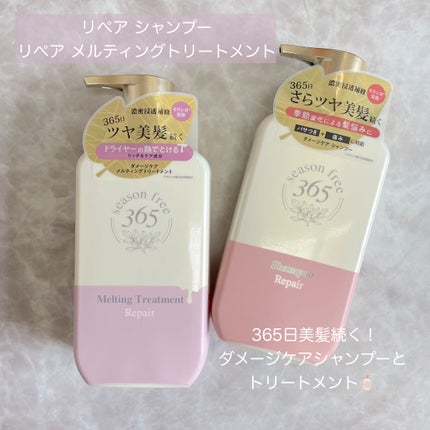 リペア シャンプー
リペア メルティングトリートメント
濃密浸透補修
365日
ツヤ美髪続く
ドライヤーの熱でとける
リッチなケア成分
ダメージケア
メルティングトリートメント
season free
365
Melting Treatment
Repair
濃密浸透補修
365日
さらツヤ美髪続く
季節変化による髪悩みに
パサつき
傷み
ダメージケア シャンプー
season free
365
Shampoo
Repair
365日美髪続く！
ダメージケアシャンプーと
トリートメント🧴